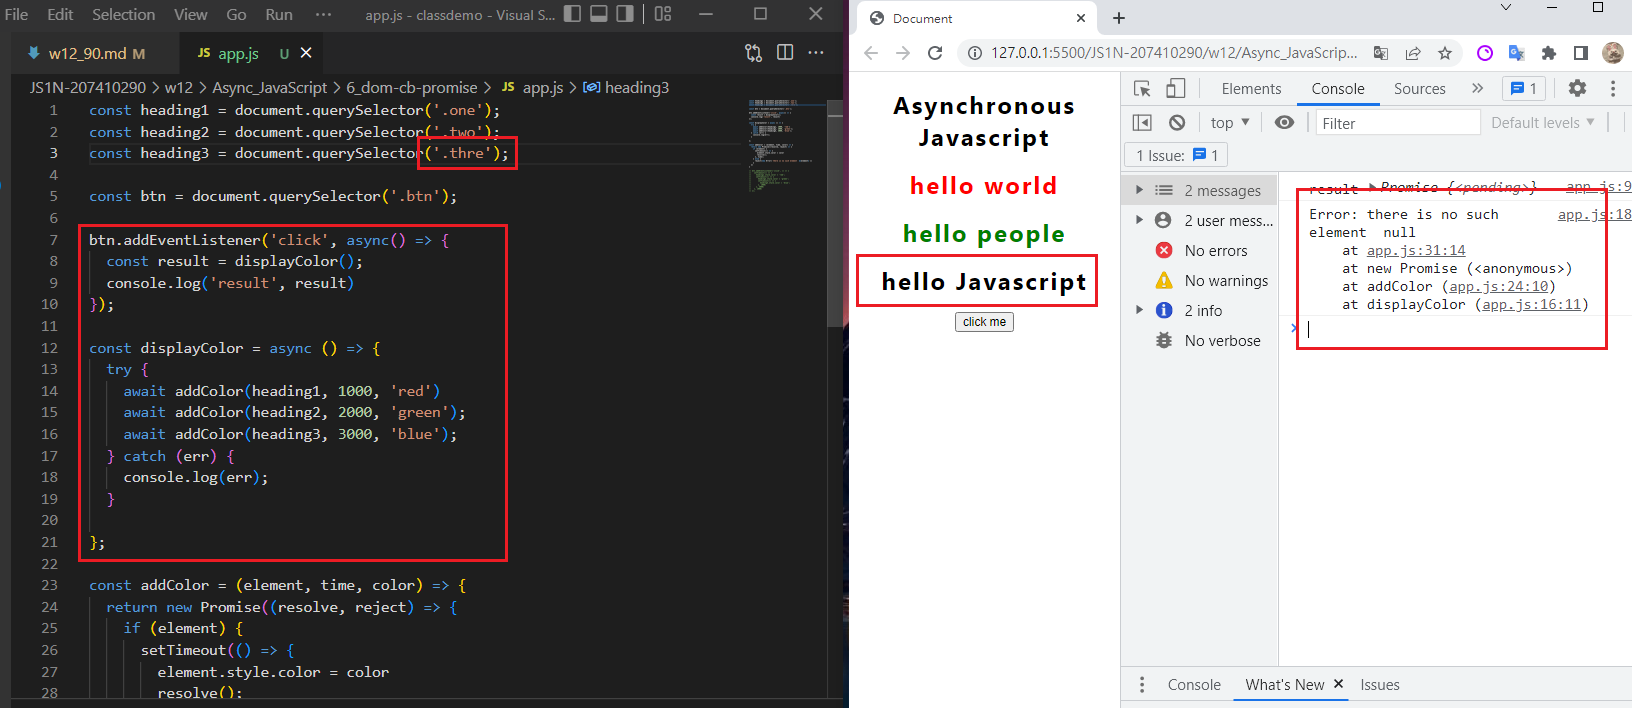 File Edit Selection View Go Run ··· app.js - classdemo - Visual S...
w12_90.md M JS app.js U
JS1N-207410290 > w12 > Async_JavaScript > 6_dom-cb-promise > JS app.js > heading3
1 const heading1 = document.querySelector('.one');
2 const heading2 = document.querySelector('.two');
3 const heading3 = document.querySelector('.thre');
4
5 const btn = document.querySelector('.btn');
6
7 btn.addEventListener('click', async() => {
8 const result = displayColor();
9 console.log('result', result)
10 });
11
12 const displayColor = async () => {
13 try {
14 await addColor(heading1, 1000, 'red')
15 await addColor(heading2, 2000, 'green');
16 await addColor(heading3, 3000, 'blue');
17 } catch (err) {
18 console.log(err);
19 }
20
21 };
22
23 const addColor = (element, time, color) => {
24 return new Promise((resolve, reject) => {
25 if (element) {
26 setTimeout(() => {
27 element.style.color = color
28 resolve();
Document
127.0.0.1:5500/JS1N-207410290/w12/Async_JavaScrip...
Asynchronous
Javascript
hello world
hello people
hello Javascript
click me
Elements Console Sources » 1
top Filter Default levels
1 Issue: 1
2 messages
2 user mess...
No errors
No warnings
2 info
No verbose
result Promise {<pending>} app.js:9
Error: there is no such app.js:18
element null
at app.js:31:14
at new Promise (<anonymous>)
at addColor (app.js:24:10)
at displayColor (app.js:16:11)
Console What's New Issues